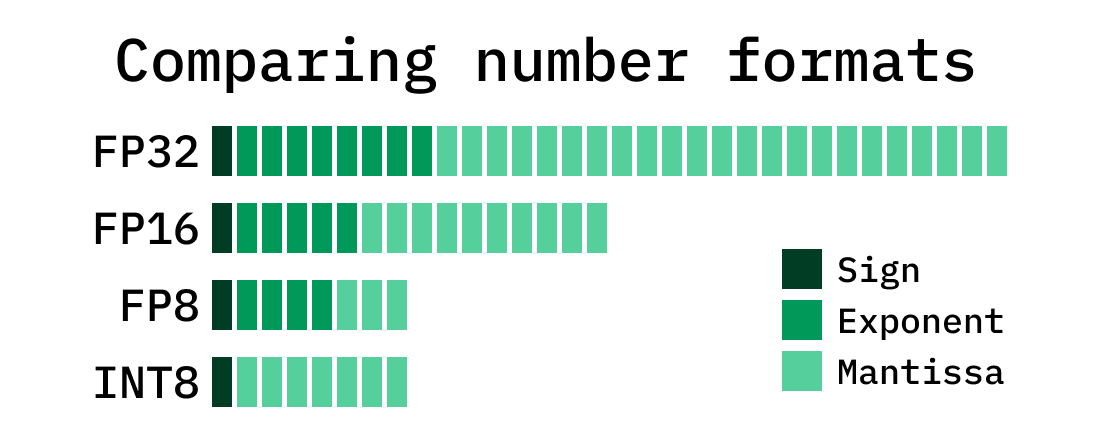 Comparing number formats
FP32
FP16
FP8
INT8
Sign
Exponent
Mantissa